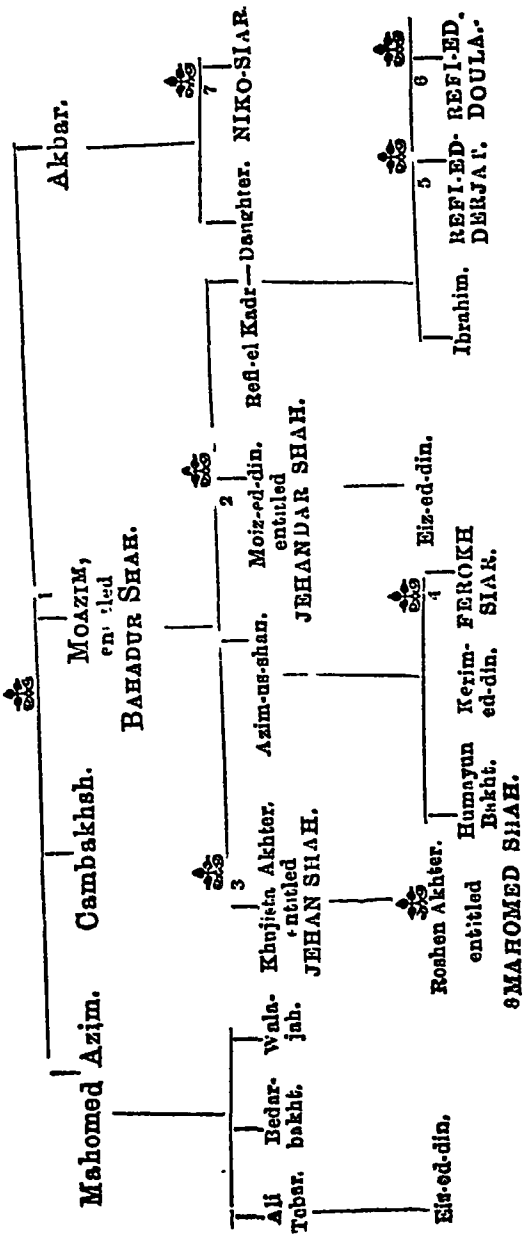 Mahomed Azim.
Cambakhsh.
1
MOAZIM,
entitled
BAHADUR SHAH.
Akbar.
Ali
Tobar.
Bedar-
bakht.
Wala-
jah.
3
Khujista Akhter.
entitled
JEHAN SHAH.
Azim-us-shan.
2
Moiz-ed-din.
entitled
JEHANDAR SHAH.
Refi-el Kadr—Daughter.
7
NIKO-SIAR.
Eiz-ed-din.
Roshen Akhter.
entitled
8 MAHOMED SHAH.
Humayun
Bakht.
Kerim-
ed-din.
4
FEROKH
SIAR.
Eiz-ed-din.
Ibrahim.
5
REFI-ED-
DERJAT.
6
REFI-ED.
DOULA.